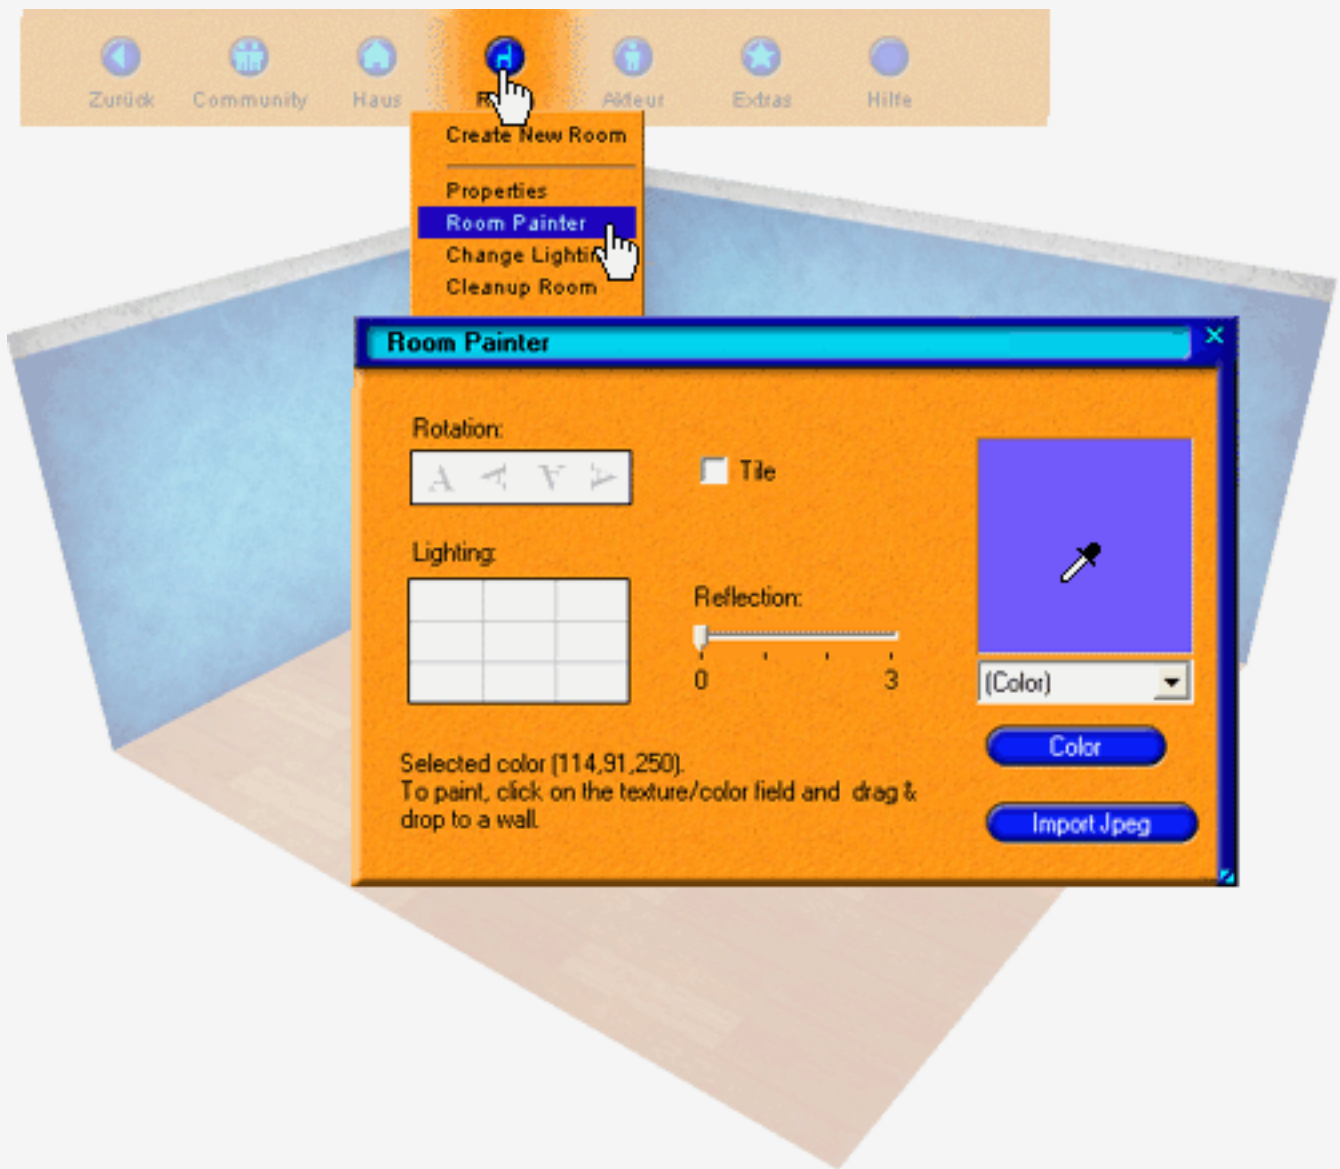 Zurück Community Haus Akteur Extras Hilfe
Create New Room
Properties
Room Painter
Change Lighting
Cleanup Room
Room Painter
Rotation:
A A A A
Tile
Lighting:
Reflection:
0 3
(Color)
Color
Selected color (114,91,250).
To paint, click on the texture/color field and drag &
drop to a wall.
Import Jpeg